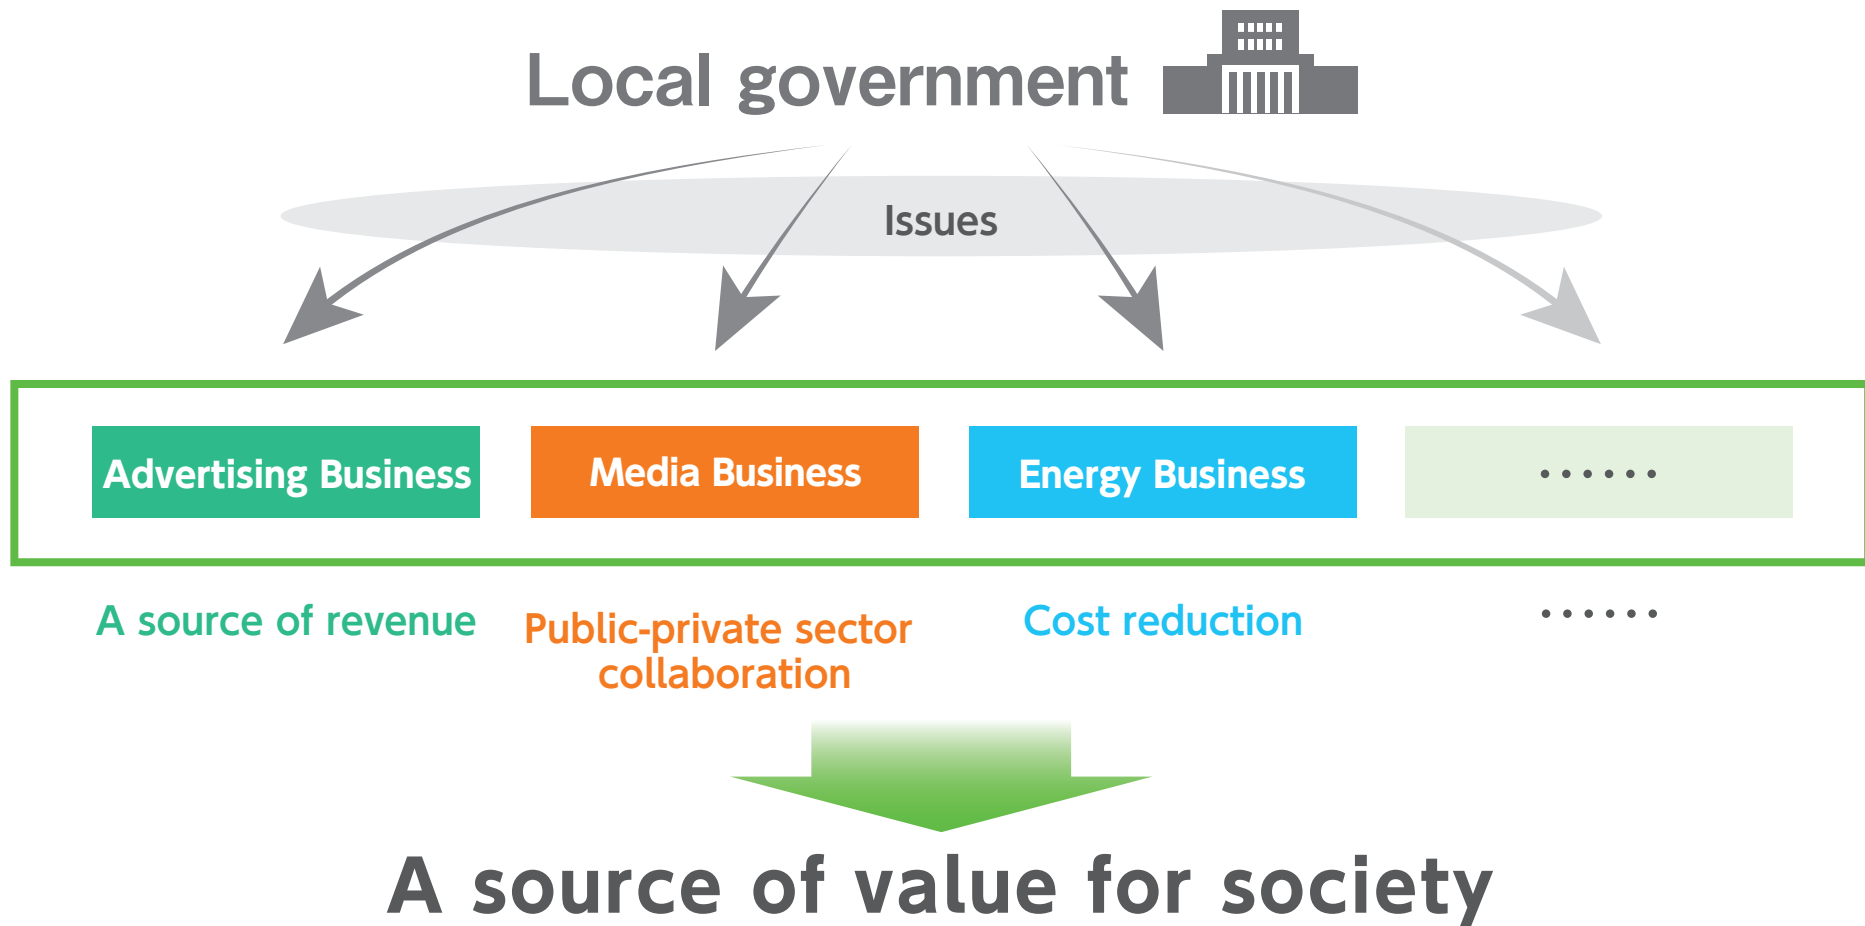 Local government
Issues
Advertising Business
Media Business
Energy Business
······
A source of revenue
Public-private sector
collaboration
Cost reduction
······
A source of value for society